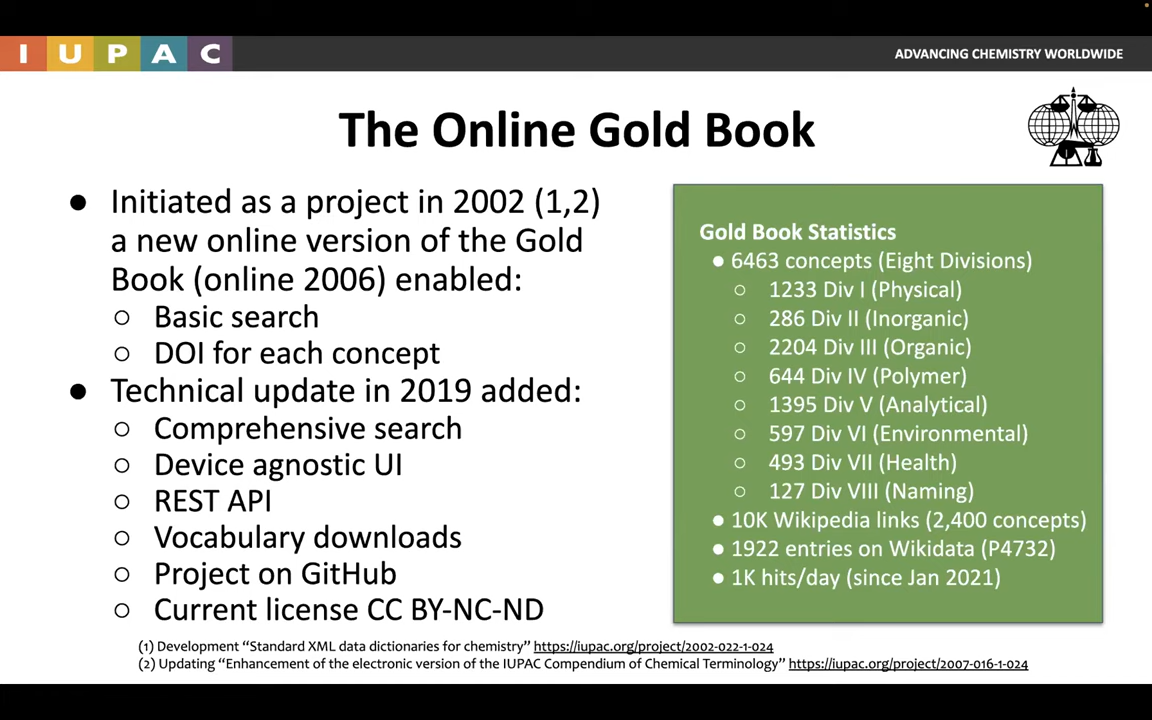 I U P A C
ADVANCING CHEMISTRY WORLDWIDE
The Online Gold Book
● Initiated as a project in 2002 (1,2)
a new online version of the Gold
Book (online 2006) enabled:
○ Basic search
○ DOI for each concept
● Technical update in 2019 added:
○ Comprehensive search
○ Device agnostic UI
○ REST API
○ Vocabulary downloads
○ Project on GitHub
○ Current license CC BY-NC-ND
Gold Book Statistics
● 6463 concepts (Eight Divisions)
○ 1233 Div I (Physical)
○ 286 Div II (Inorganic)
○ 2204 Div III (Organic)
○ 644 Div IV (Polymer)
○ 1395 Div V (Analytical)
○ 597 Div VI (Environmental)
○ 493 Div VII (Health)
○ 127 Div VIII (Naming)
● 10K Wikipedia links (2,400 concepts)
● 1922 entries on Wikidata (P4732)
● 1K hits/day (since Jan 2021)
(1) Development “Standard XML data dictionaries for chemistry” https://iupac.org/project/2002-022-1-024
(2) Updating “Enhancement of the electronic version of the IUPAC Compendium of Chemical Terminology” https://iupac.org/project/2007-016-1-024